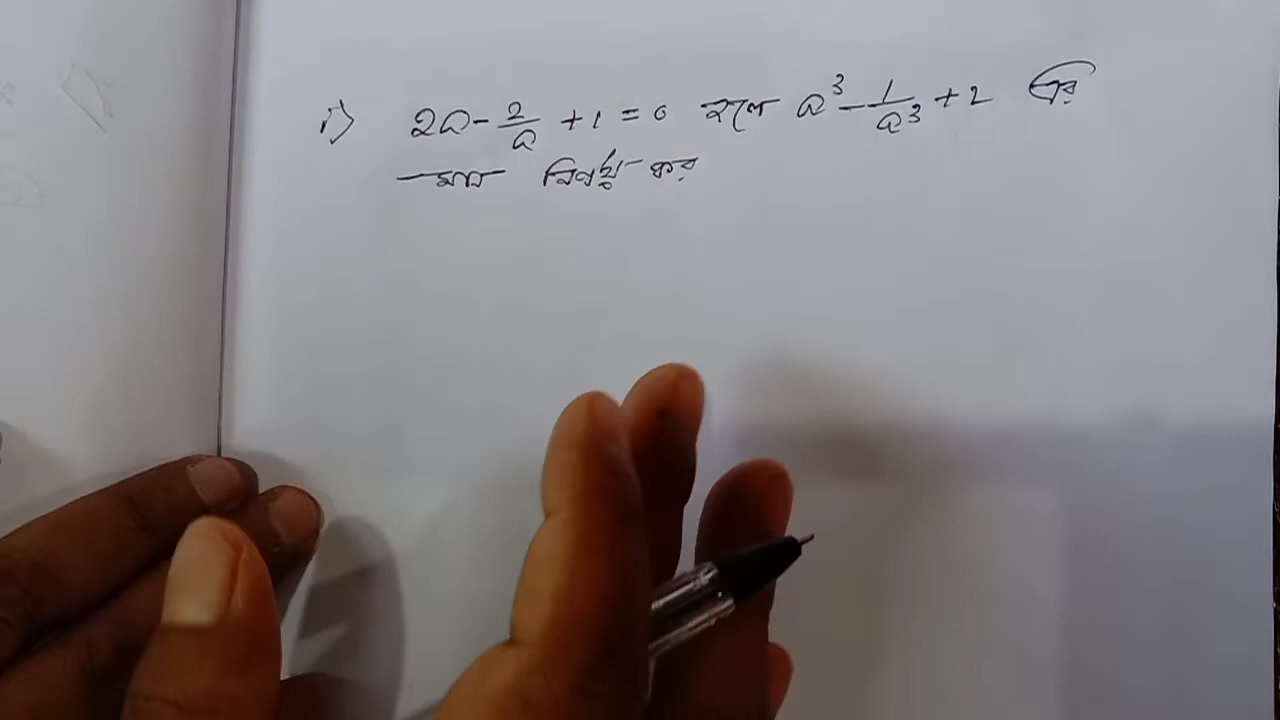 i) 2a - 2/a + 1 = 0 হলে a³ - 1/a³ + 2 এর
মান নির্ণয় কর